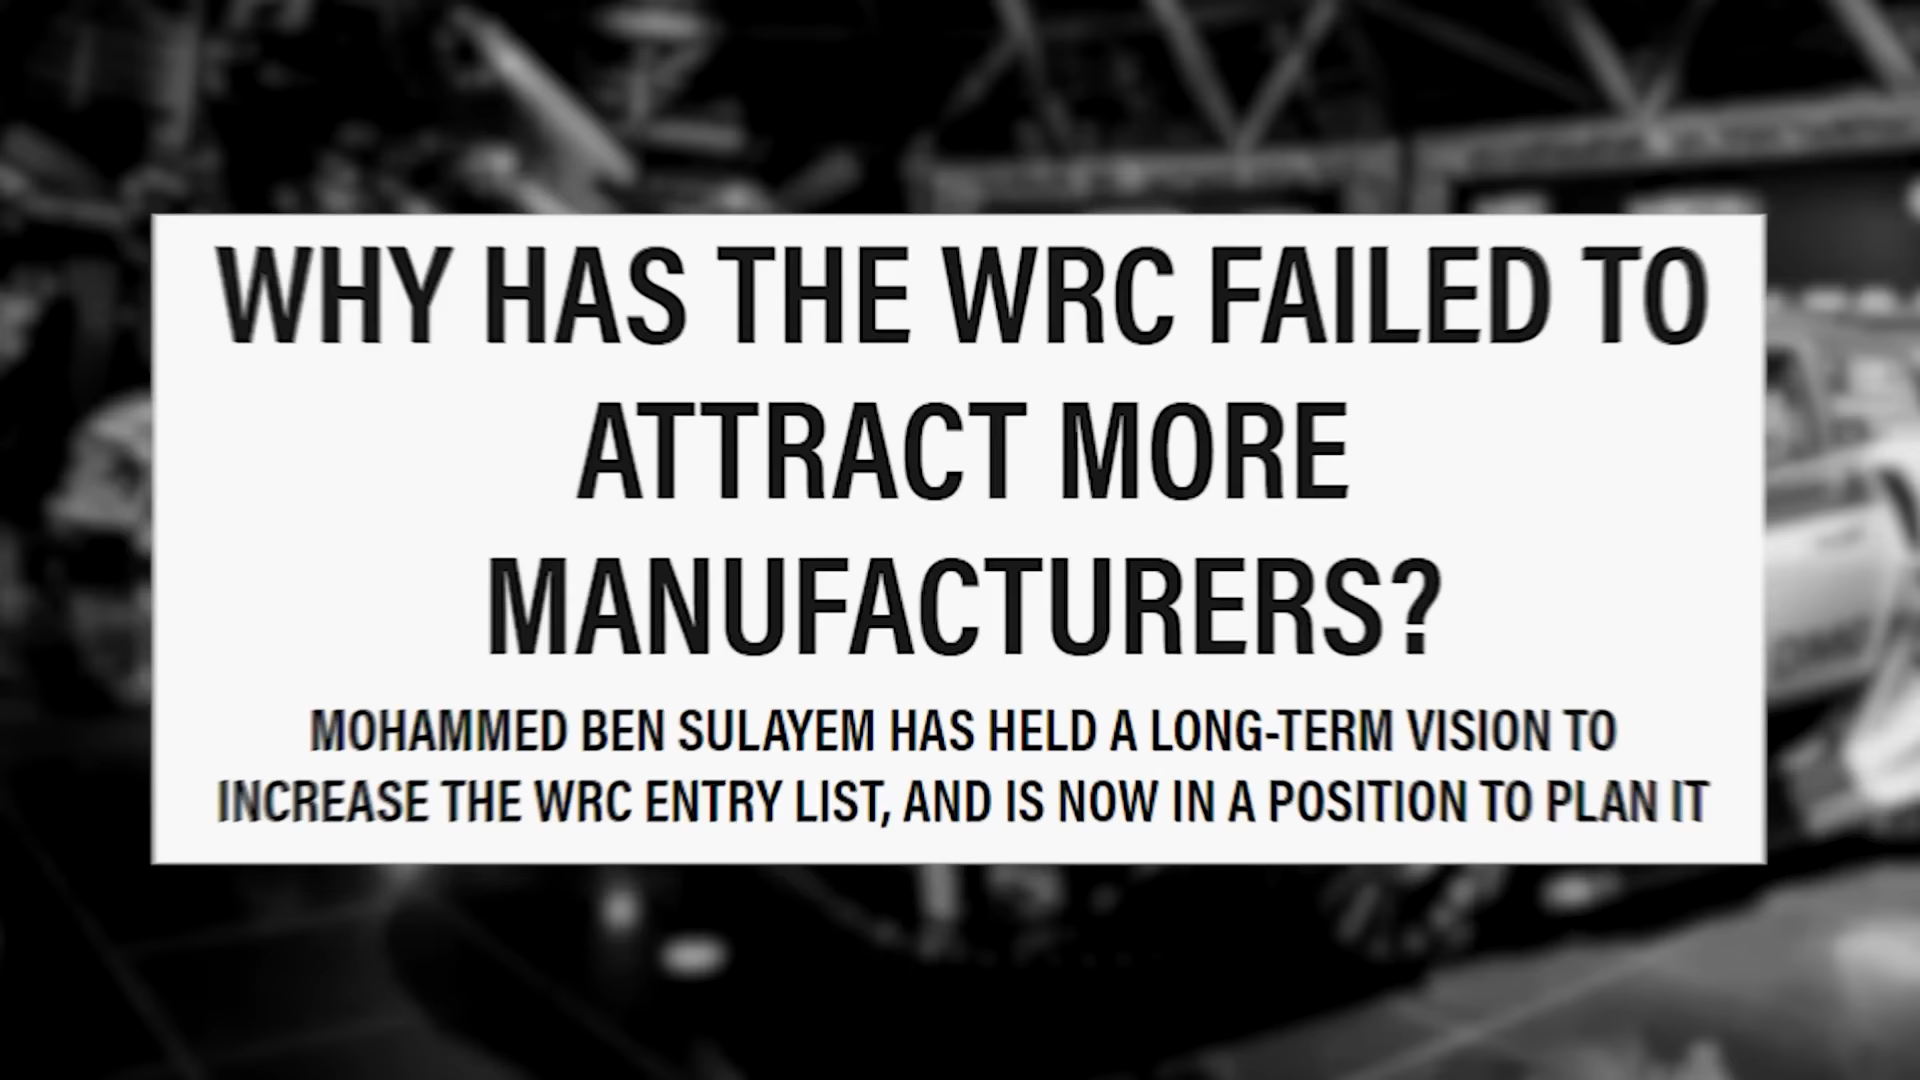 WHY HAS THE WRC FAILED TO
ATTRACT MORE
MANUFACTURERS?
MOHAMMED BEN SULAYEM HAS HELD A LONG-TERM VISION TO
INCREASE THE WRC ENTRY LIST, AND IS NOW IN A POSITION TO PLAN IT